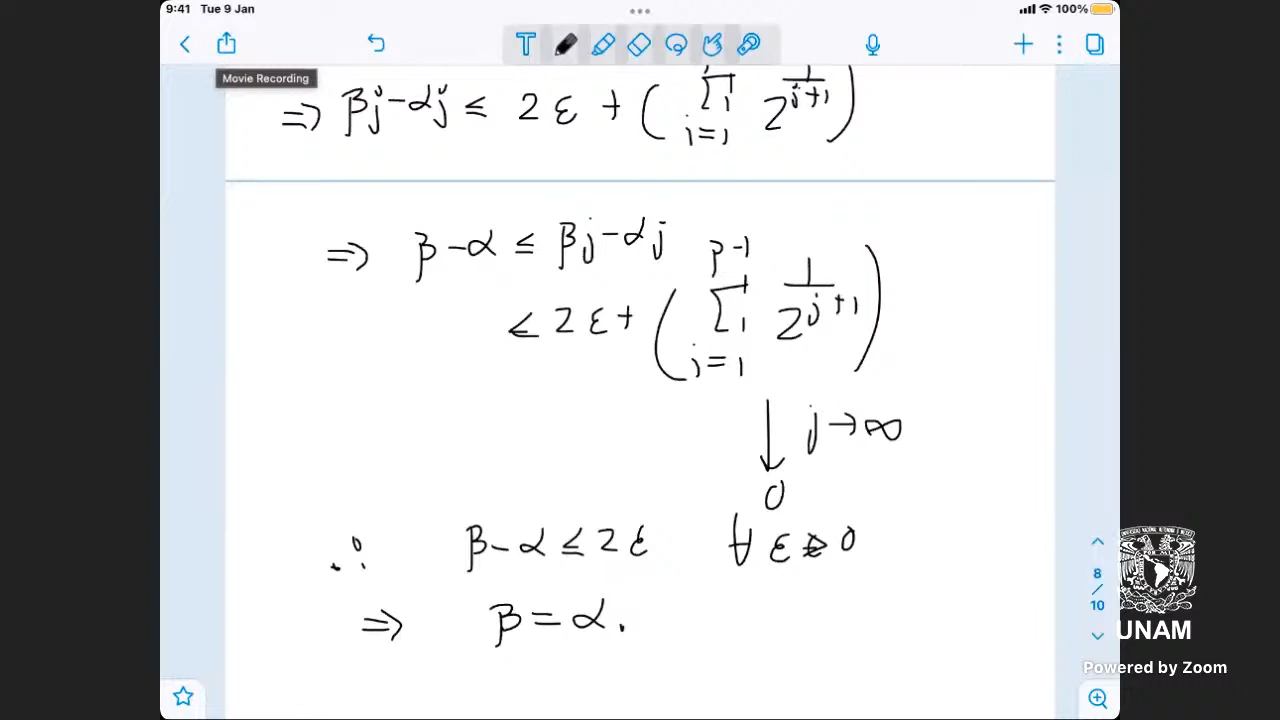 9:41 Tue 9 Jan
100%
T
Movie Recording
⇒ βj - αj ≤ 2ε + ( Σ i=1 1/2^(j+1) )
⇒ β - α ≤ βj - αj
≤ 2ε + ( Σ i=1 p-1 1/2^(j+1) )
↓ j → ∞
0
∴ β - α ≤ 2ε ∀ ε > 0
⇒ β = α.
8
/
10
UNAM
Powered by Zoom